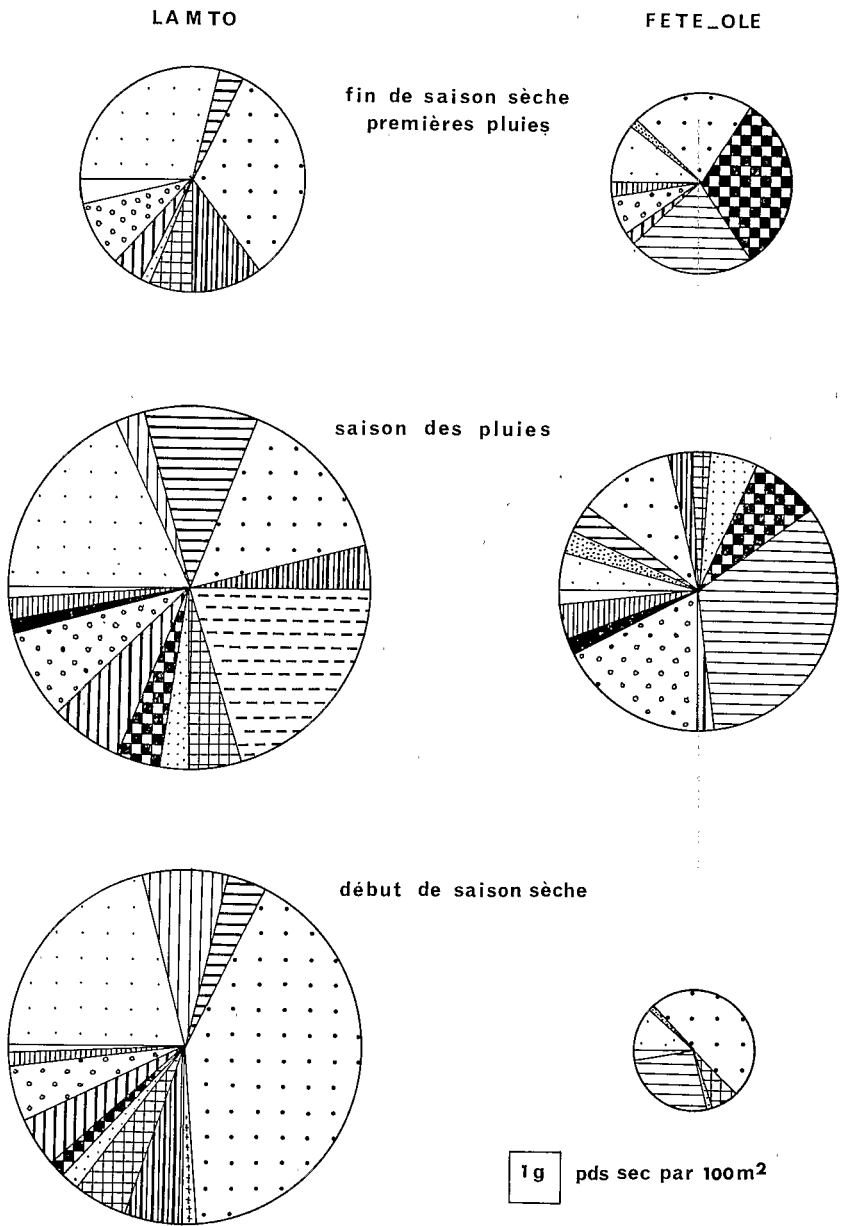 LAMTO
FETE_OLE
fin de saison sèche
premières pluies
saison des pluies
début de saison sèche
1g pds sec par 100m²